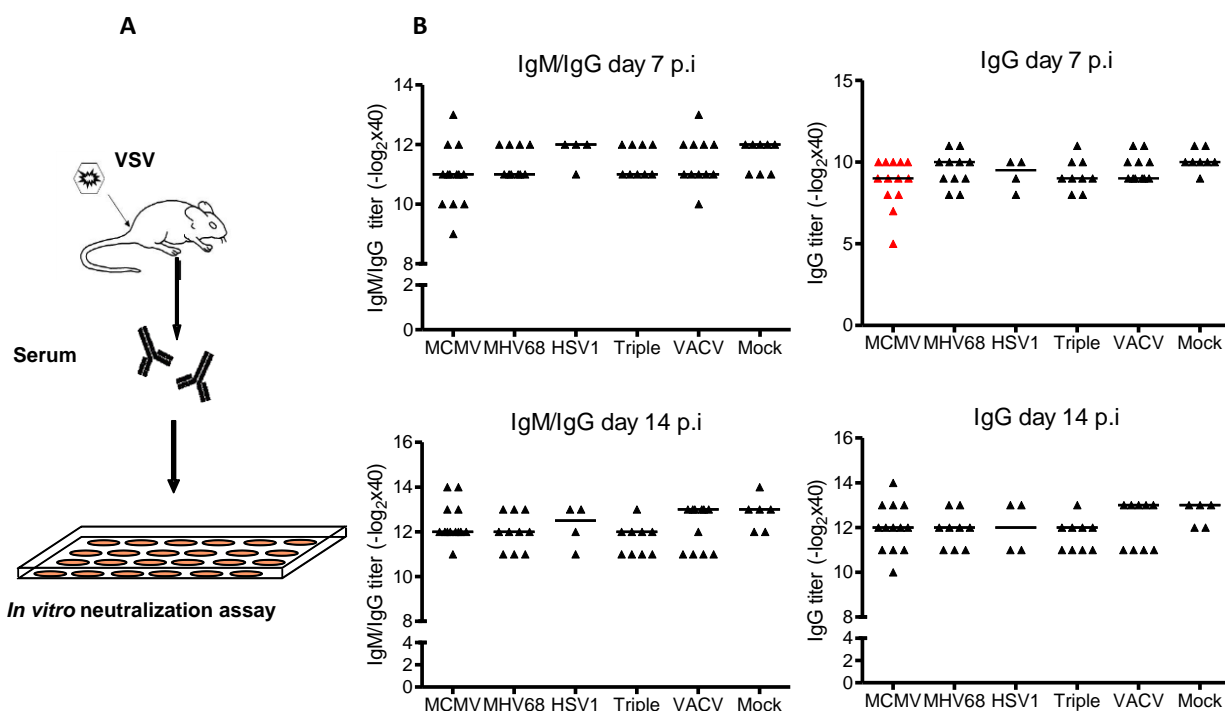 A
VSV
Serum
In vitro neutralization assay
B
IgM/IgG day 7 p.i
IgM/IgG titer (-log2x40)
14
12
10
8
2
0
MCMV MHV68 HSV1 Triple VACV Mock
IgG day 7 p.i
IgG titer (-log2x40)
15
10
5
0
MCMV MHV68 HSV1 Triple VACV Mock
IgM/IgG day 14 p.i
IgM/IgG titer (-log2x40)
16
14
12
10
8
4
2
0
MCMV MHV68 HSV1 Triple VACV Mock
IgG day 14 p.i
IgG titer (-log2x40)
16
14
12
10
8
4
2
0
MCMV MHV68 HSV1 Triple VACV Mock